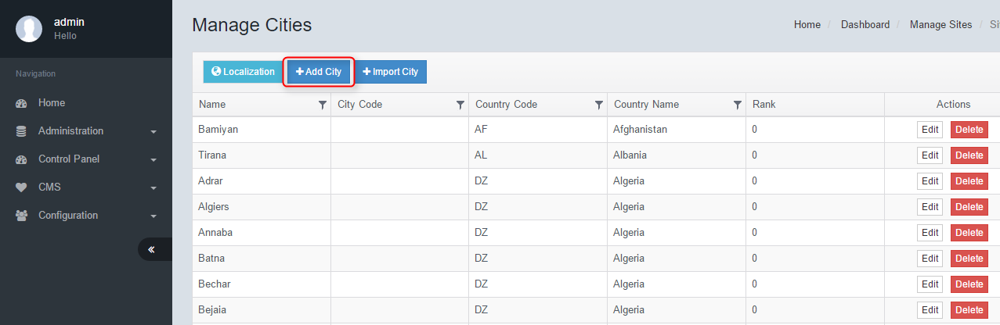 admin
Hello
Navigation
Home
Administration
Control Panel
CMS
Configuration
Manage Cities
Home / Dashboard / Manage Sites /
Localization Add City Import City
Name City Code Country Code Country Name Rank Actions
Bamiyan AF Afghanistan 0 Edit Delete
Tirana AL Albania 0 Edit Delete
Adrar DZ Algeria 0 Edit Delete
Algiers DZ Algeria 0 Edit Delete
Annaba DZ Algeria 0 Edit Delete
Batna DZ Algeria 0 Edit Delete
Bechar DZ Algeria 0 Edit Delete
Bejaia DZ Algeria 0 Edit Delete